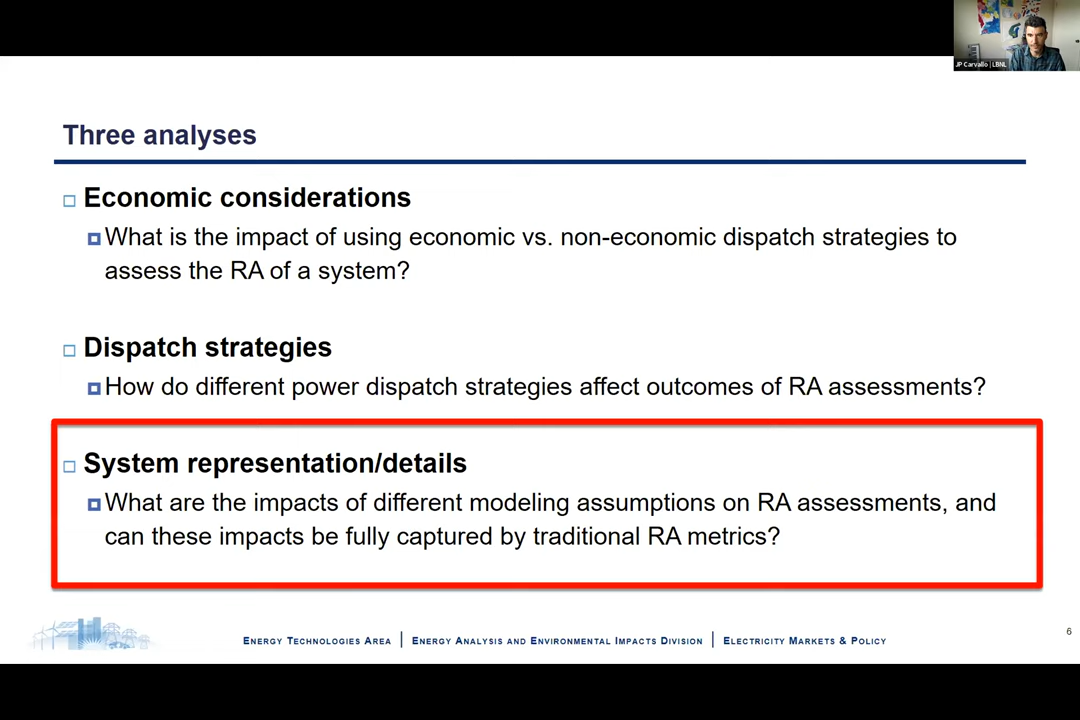 JP Carvallo | LBNL
Three analyses
Economic considerations
What is the impact of using economic vs. non-economic dispatch strategies to
assess the RA of a system?
Dispatch strategies
How do different power dispatch strategies affect outcomes of RA assessments?
System representation/details
What are the impacts of different modeling assumptions on RA assessments, and
can these impacts be fully captured by traditional RA metrics?
Energy Technologies Area | Energy Analysis and Environmental Impacts Division | Electricity Markets & Policy
6